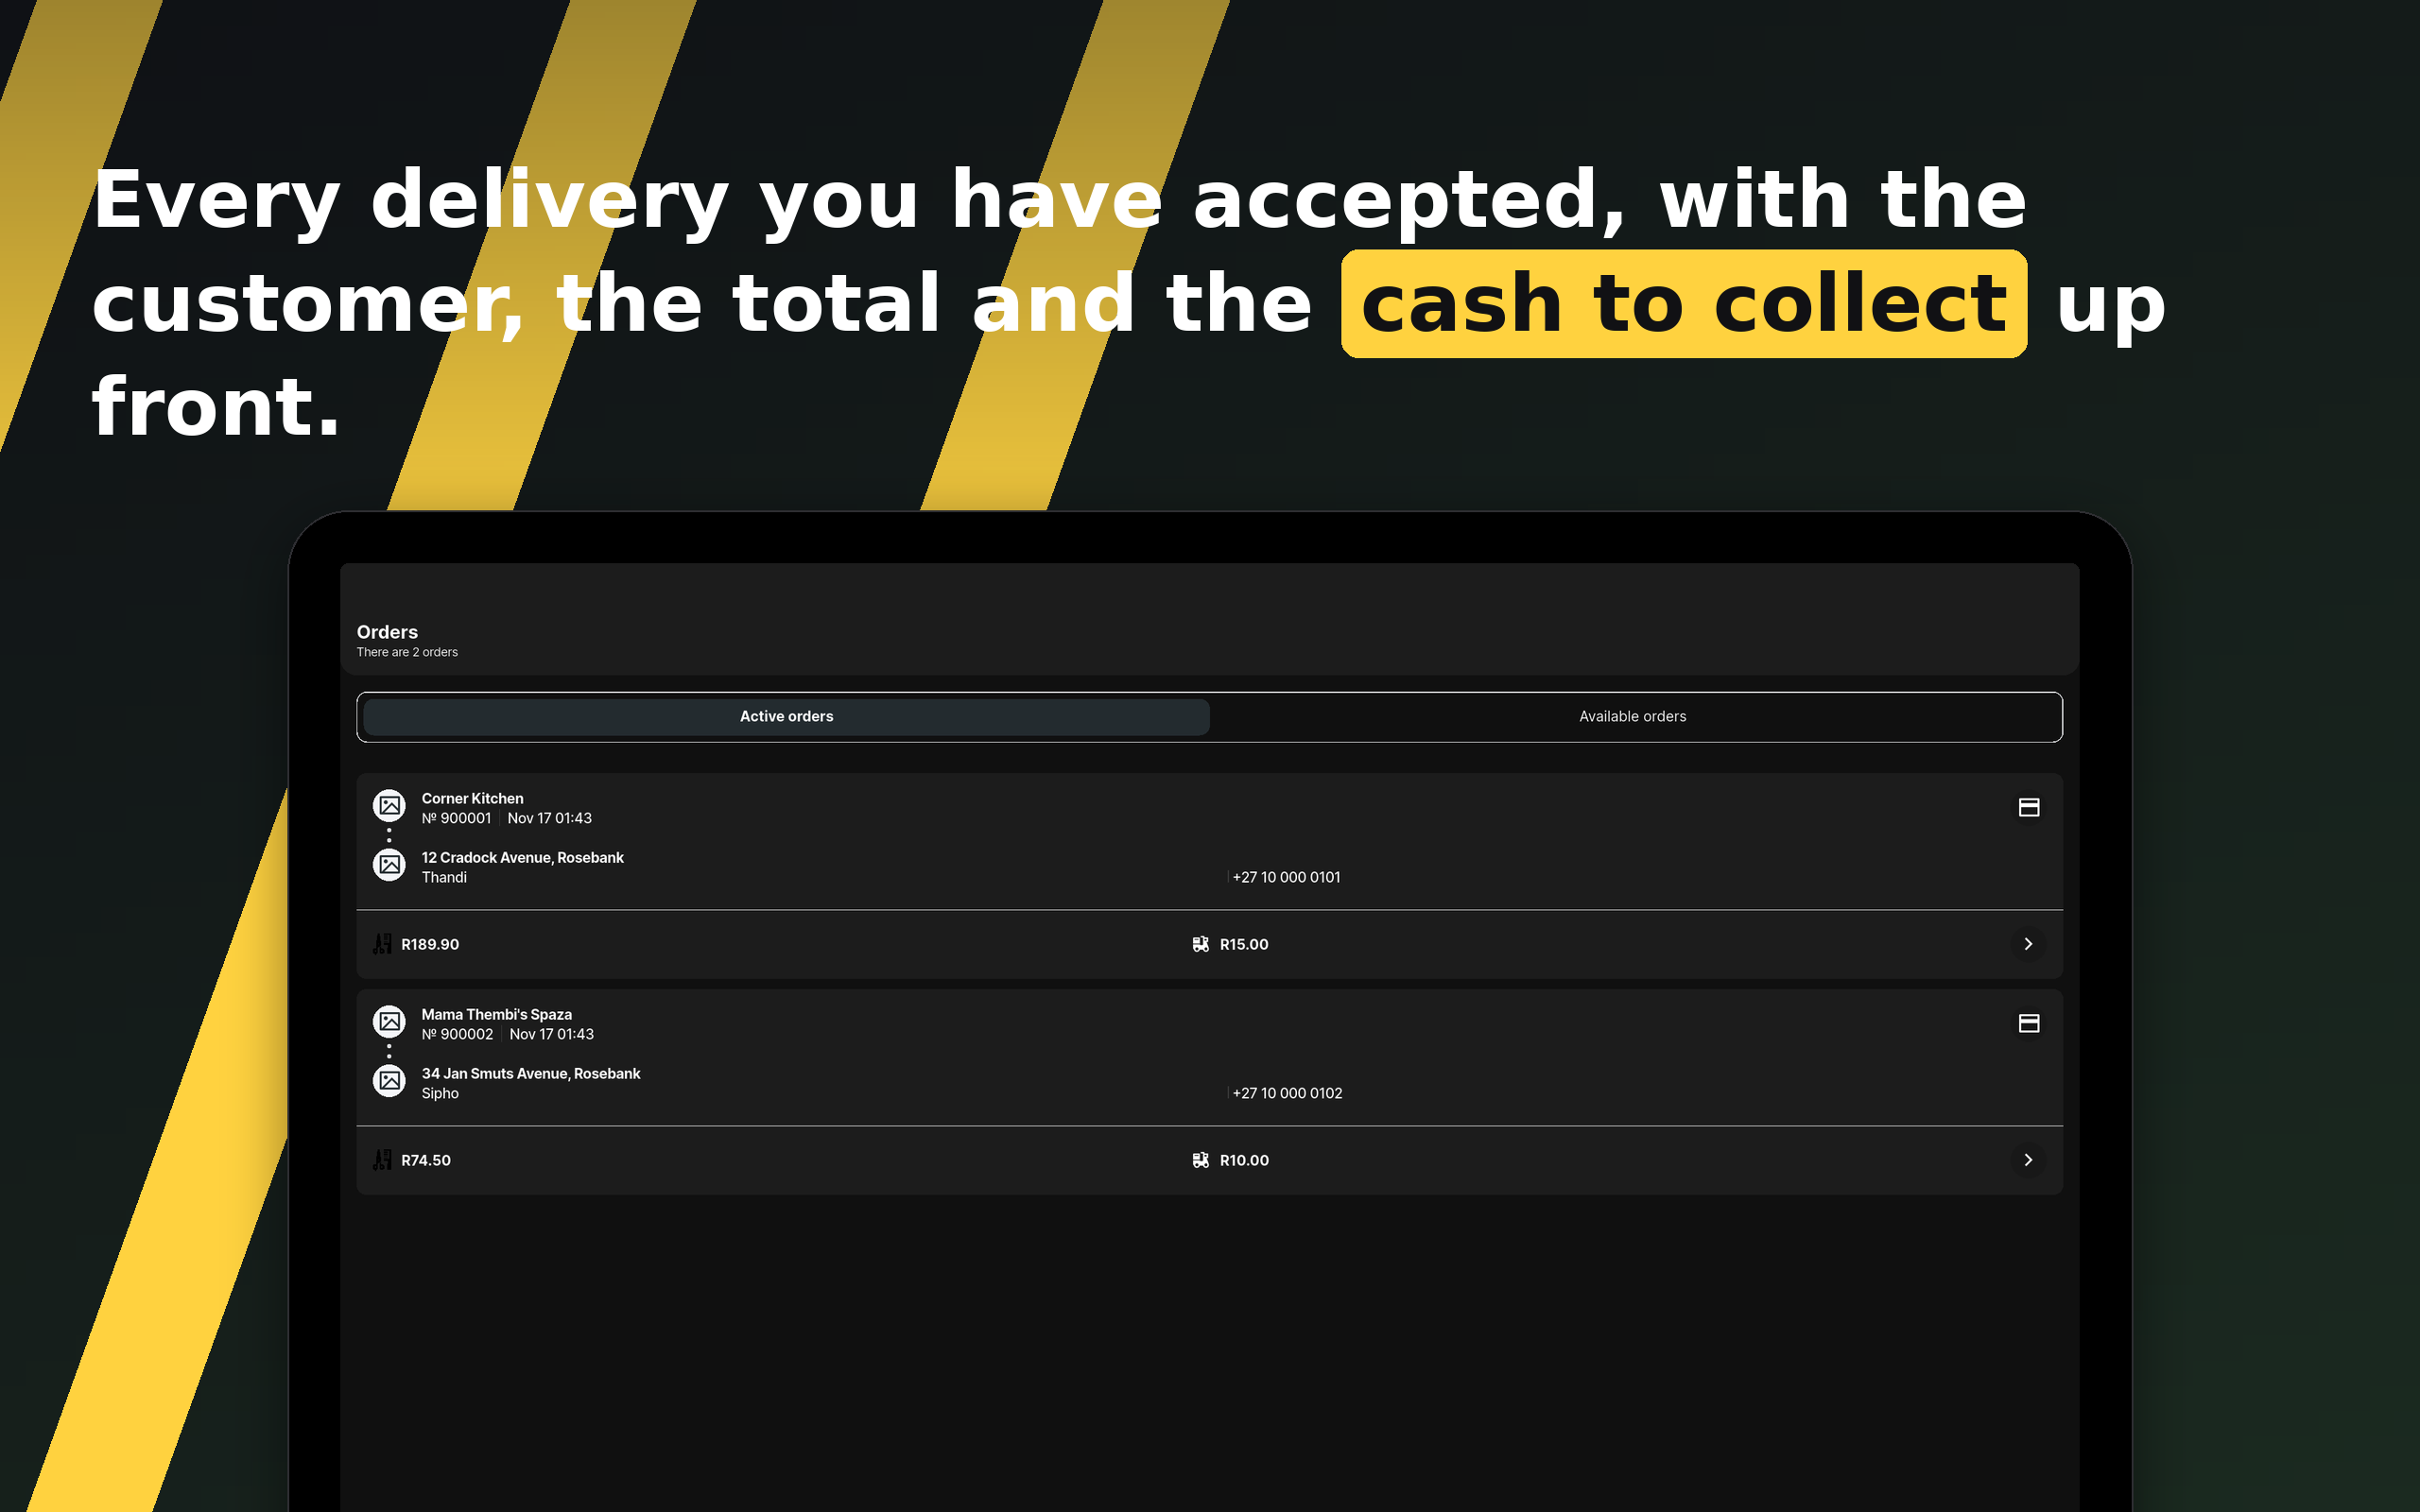 Every delivery you have accepted, with the
customer, the total and the cash to collect up
front.
Orders
There are 2 orders
Active orders
Available orders
Corner Kitchen
№ 900001 Nov 17 01:43
12 Cradock Avenue, Rosebank
Thandi +27 10 000 0101
R189.90 R15.00
Mama Thembi's Spaza
№ 900002 Nov 17 01:43
34 Jan Smuts Avenue, Rosebank
Sipho +27 10 000 0102
R74.50 R10.00